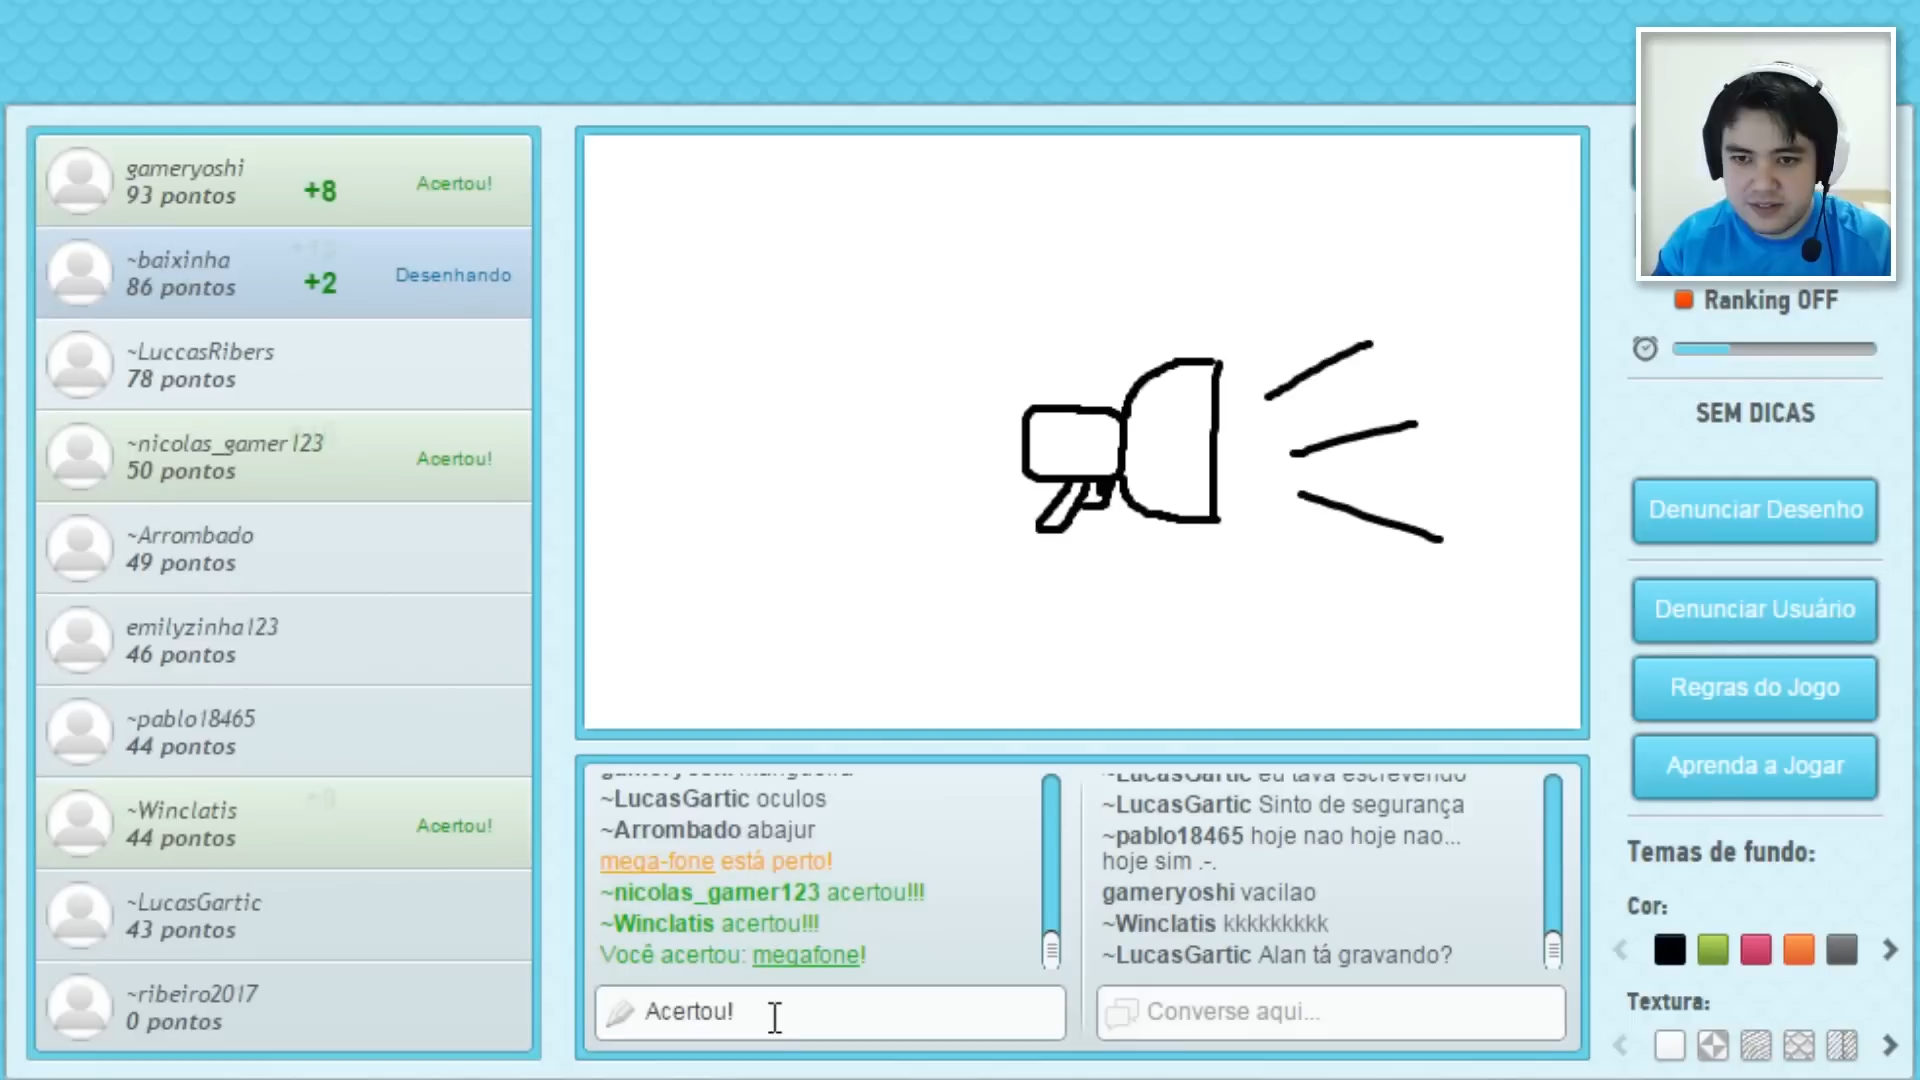 gameryoshi
93 pontos
+8
Acertou!
~baixinha
86 pontos
+2
Desenhando
~LuccasRibers
78 pontos
~nicolas_gamer123
50 pontos
Acertou!
~Arrombado
49 pontos
emilyzinha123
46 pontos
~pablo18465
44 pontos
~Winclatis
44 pontos
Acertou!
~LucasGartic
43 pontos
~ribeiro2017
0 pontos
~LucasGartic oculos
~Arrombado abajur
mega-fone está perto!
~nicolas_gamer123 acertou!!!
~Winclatis acertou!!!
Você acertou: megafone!
Acertou!
~LucasGartic eu tava escrevendo
~LucasGartic Sinto de segurança
~pablo18465 hoje nao hoje nao...
hoje sim .-.
gameryoshi vacilao
~Winclatis kkkkkkkkk
~LucasGartic Alan tá gravando?
Converse aqui...
Ranking OFF
SEM DICAS
Denunciar Desenho
Denunciar Usuário
Regras do Jogo
Aprenda a Jogar
Temas de fundo:
Cor:
Textura: